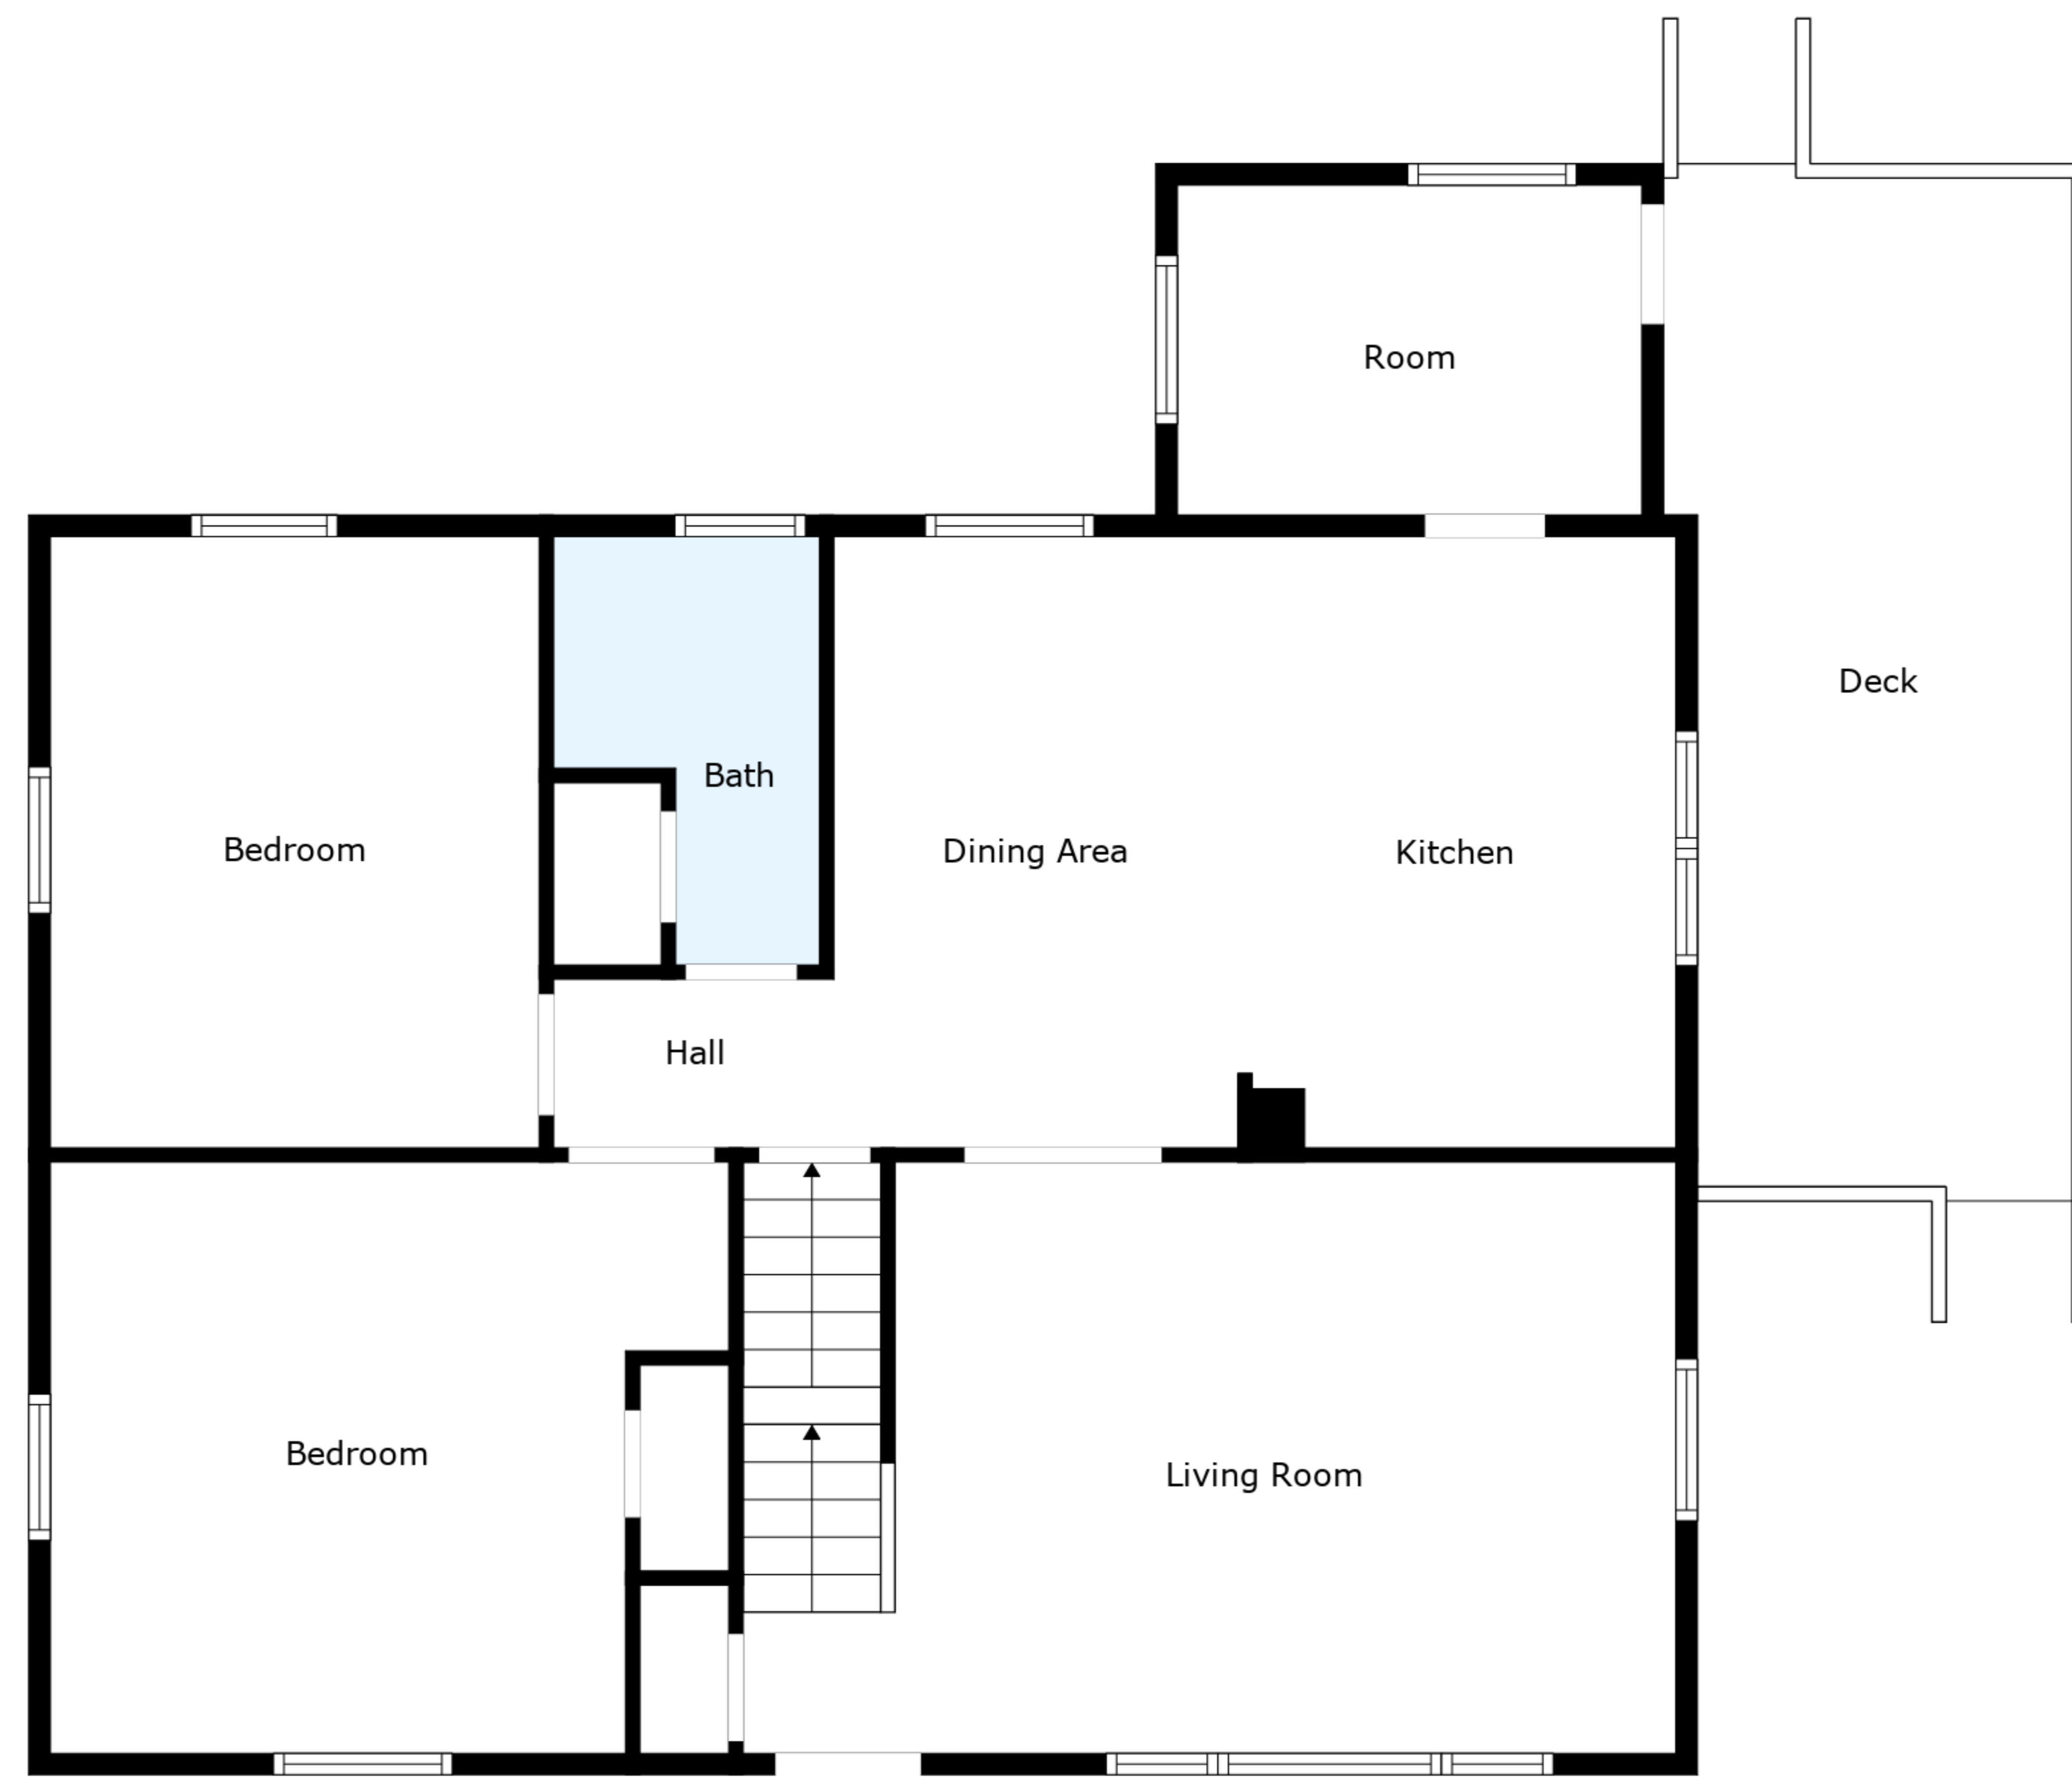 Room
Deck
Bath
Bedroom
Dining Area
Kitchen
Hall
Bedroom
Living Room